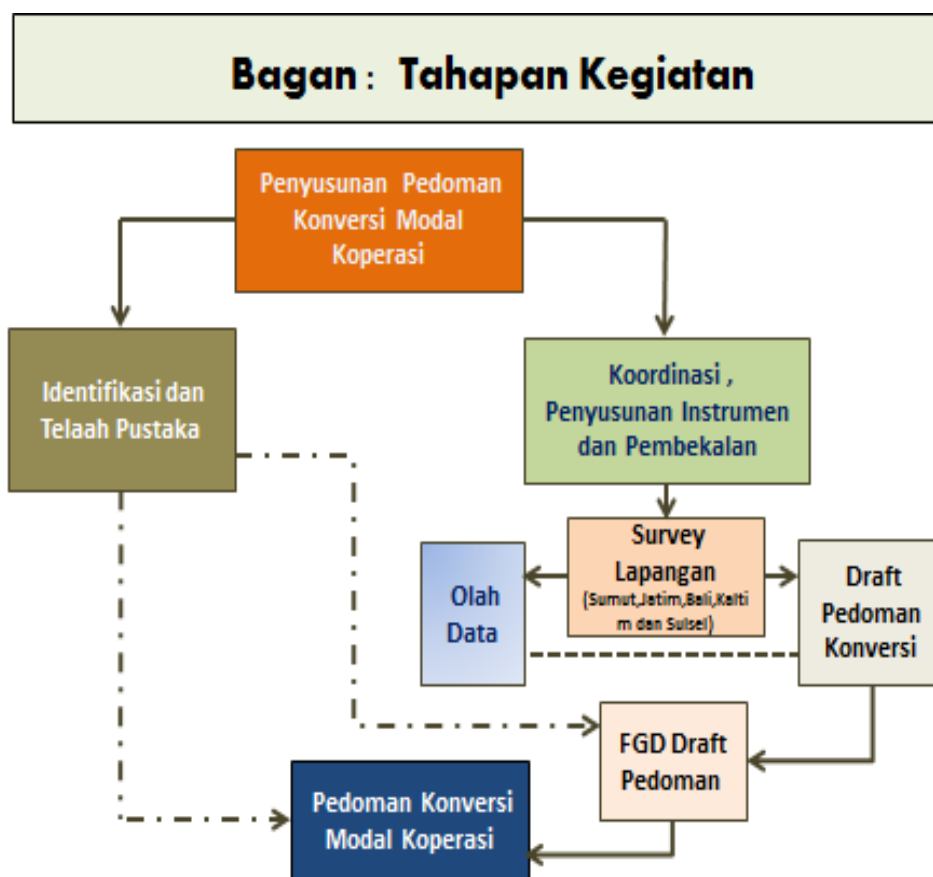 Bagan : Tahapan Kegiatan
Penyusunan Pedoman
Konversi Modal
Koperasi
Identifikasi dan
Telaah Pustaka
Koordinasi ,
Penyusunan Instrumen
dan Pembekalan
Survey
Lapangan
(Sumut,Jatim,Bali,Kalti
m dan Sulsel)
Olah
Data
Draft
Pedoman
Konversi
FGD Draft
Pedoman
Pedoman Konversi
Modal Koperasi